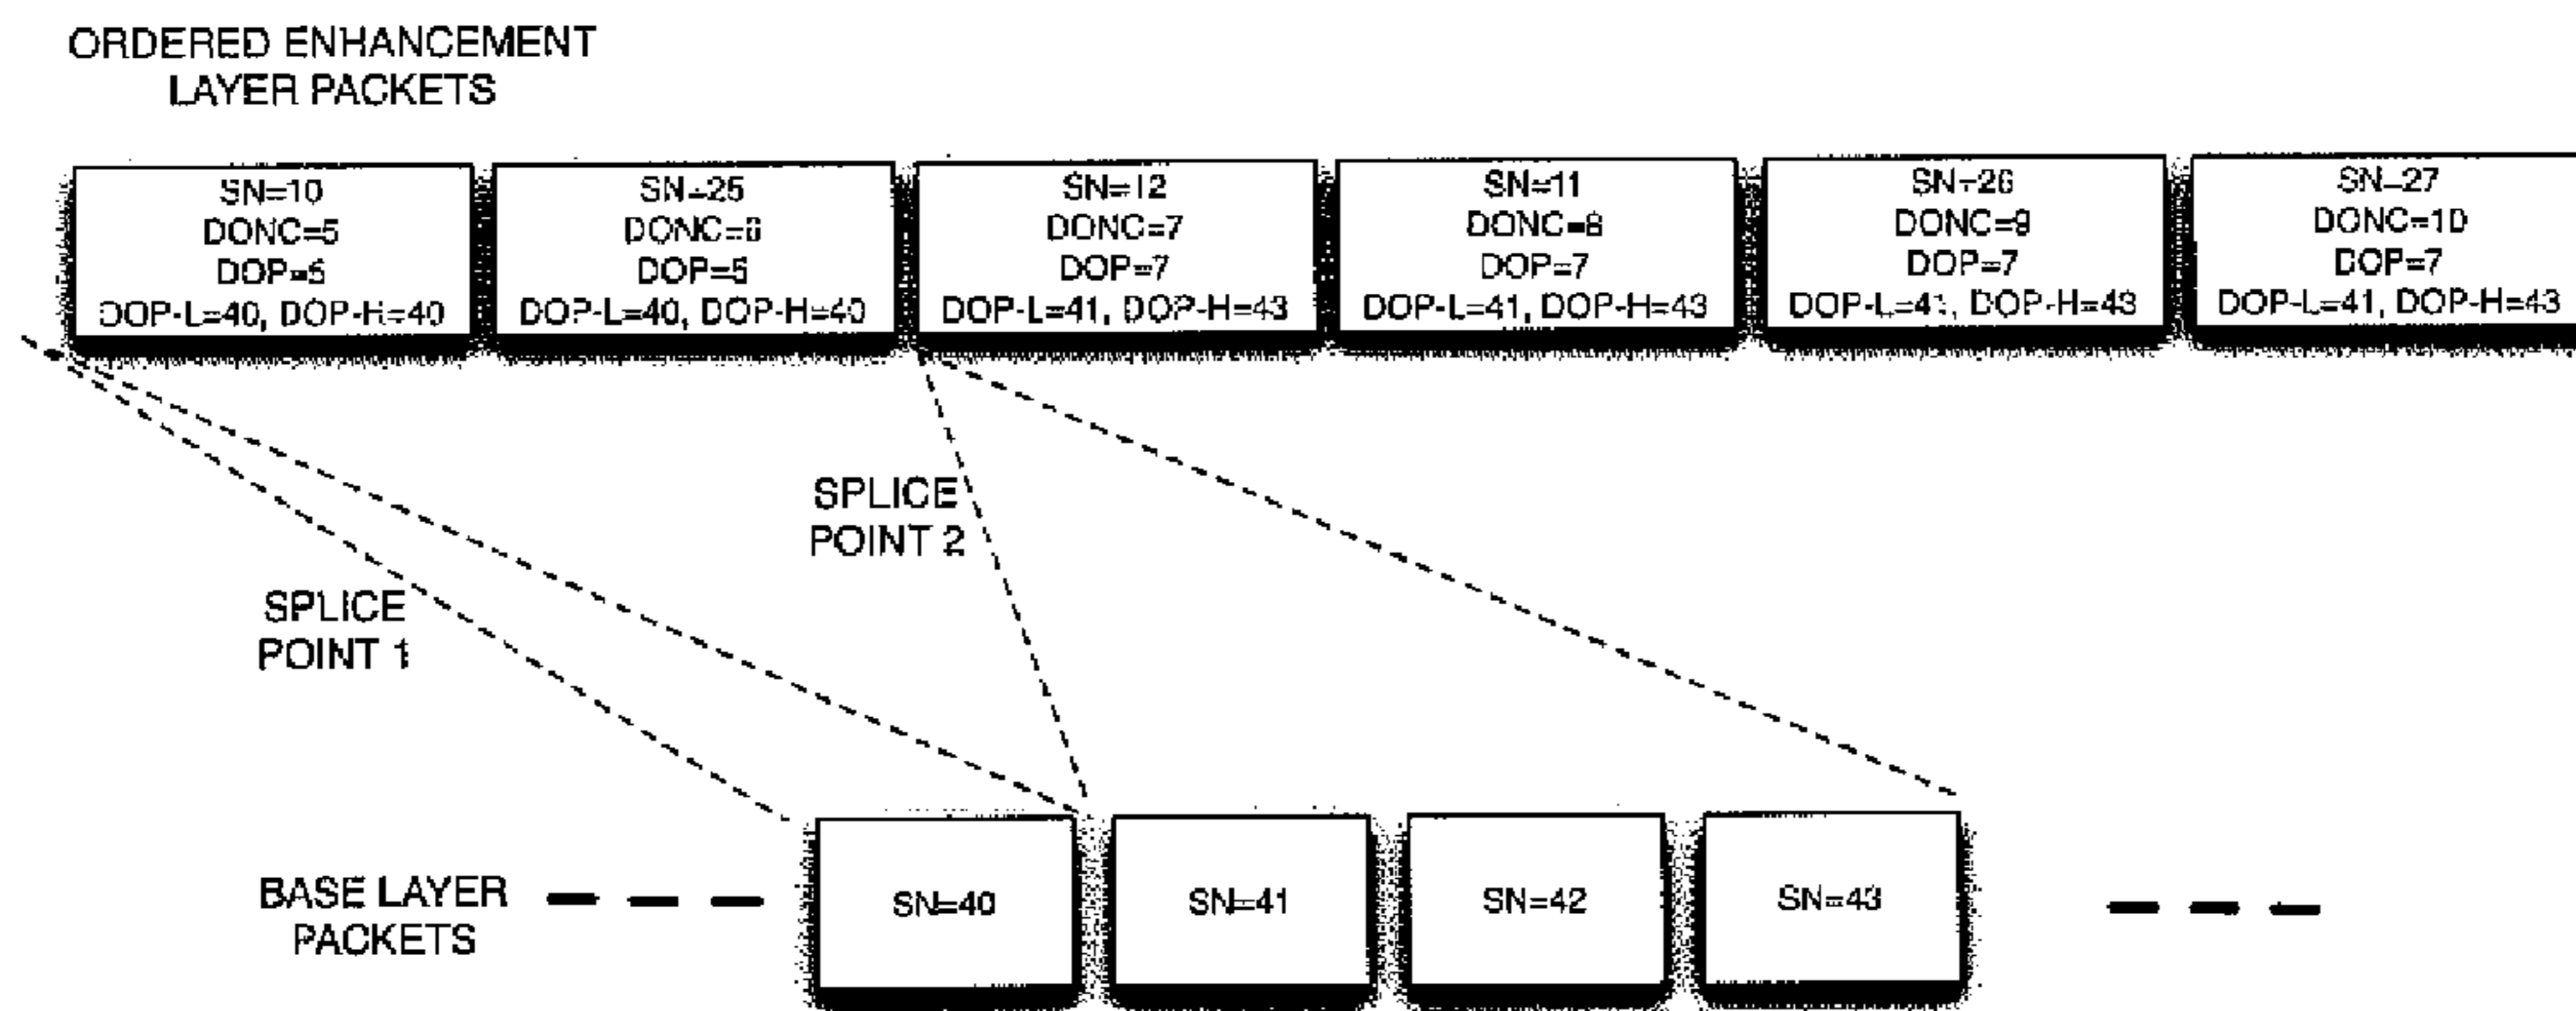 ORDERED ENHANCEMENT
LAYER PACKETS
SN=10
DONC=5
DOP=5
DOP-L=40, DOP-H=40
SN=25
DONC=6
DOP=5
DOP-L=40, DOP-H=40
SN=12
DONC=7
DOP=7
DOP-L=41, DOP-H=43
SN=11
DONC=8
DOP=7
DOP-L=41, DOP-H=43
SN=26
DONC=9
DOP=7
DOP-L=41, DOP-H=43
SN=27
DONC=10
DOP=7
DOP-L=41, DOP-H=43
SPLICE
POINT 2
SPLICE
POINT 1
BASE LAYER
PACKETS
SN=40
SN=41
SN=42
SN=43